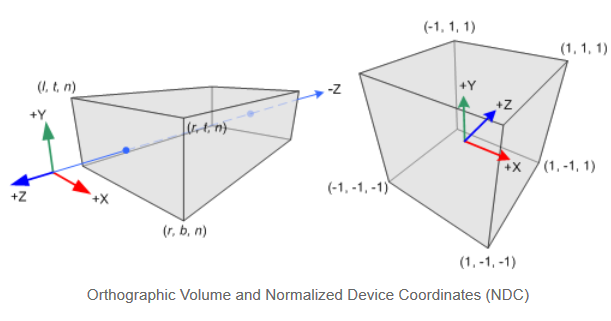 (-1, 1, 1)
(1, 1, 1)
(l, t, n)
-Z
+Y
+Z
+Y
(r, t, n)
+X
(1, -1, 1)
(-1, -1, -1)
+Z
+X
(r, b, n)
(1, -1, -1)
Orthographic Volume and Normalized Device Coordinates (NDC)